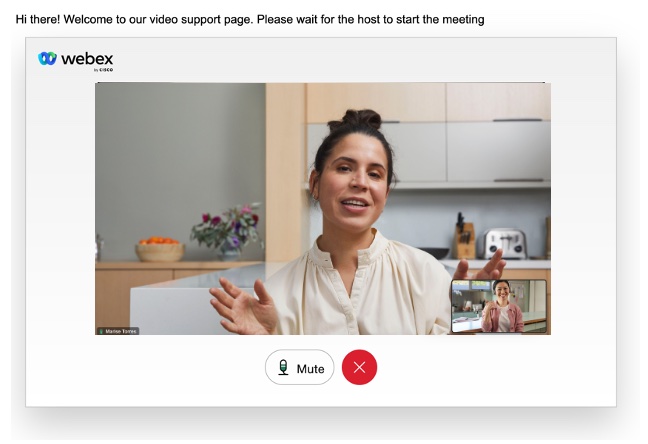 Hi there! Welcome to our video support page. Please wait for the host to start the meeting
webex
by CISCO
Marise Torres
Mute